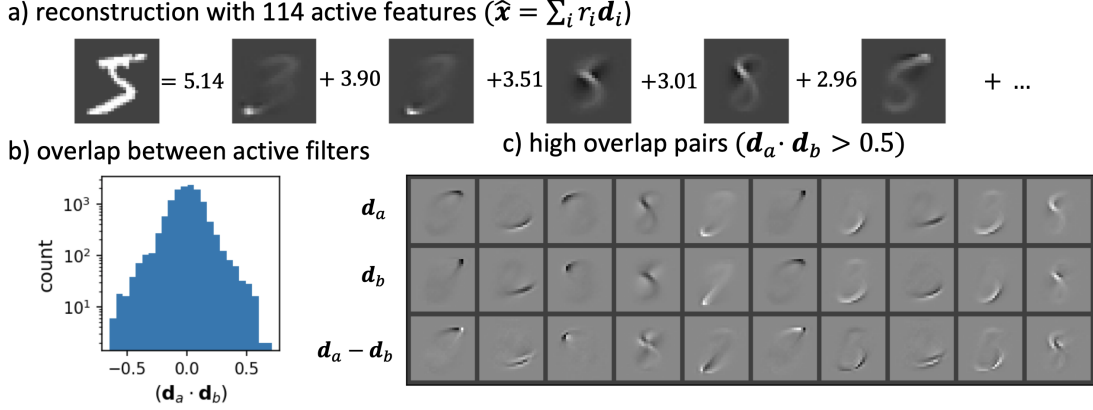 a) reconstruction with 114 active features (x̂ = ∑ᵢ rᵢdᵢ)
= 5.14 + 3.90 +3.51 +3.01 + 2.96 + ...
b) overlap between active filters
c) high overlap pairs (dₐ· d_b > 0.5)
count
10³
10²
10¹
−0.5 0.0 0.5
(dₐ · d_b)
dₐ
d_b
dₐ − d_b